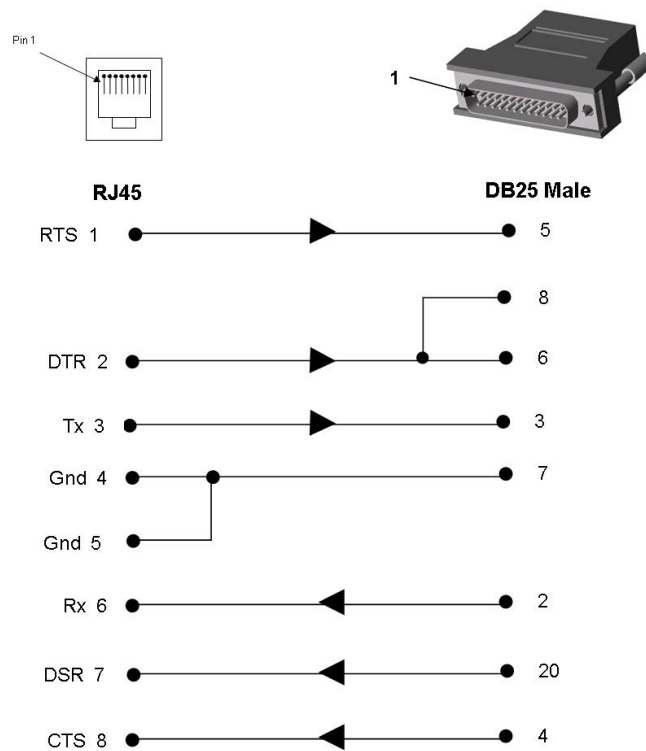 Pin 1
1
RJ45 DB25 Male
RTS 1 5
8
DTR 2 6
Tx 3 3
Gnd 4 7
Gnd 5
Rx 6 2
DSR 7 20
CTS 8 4